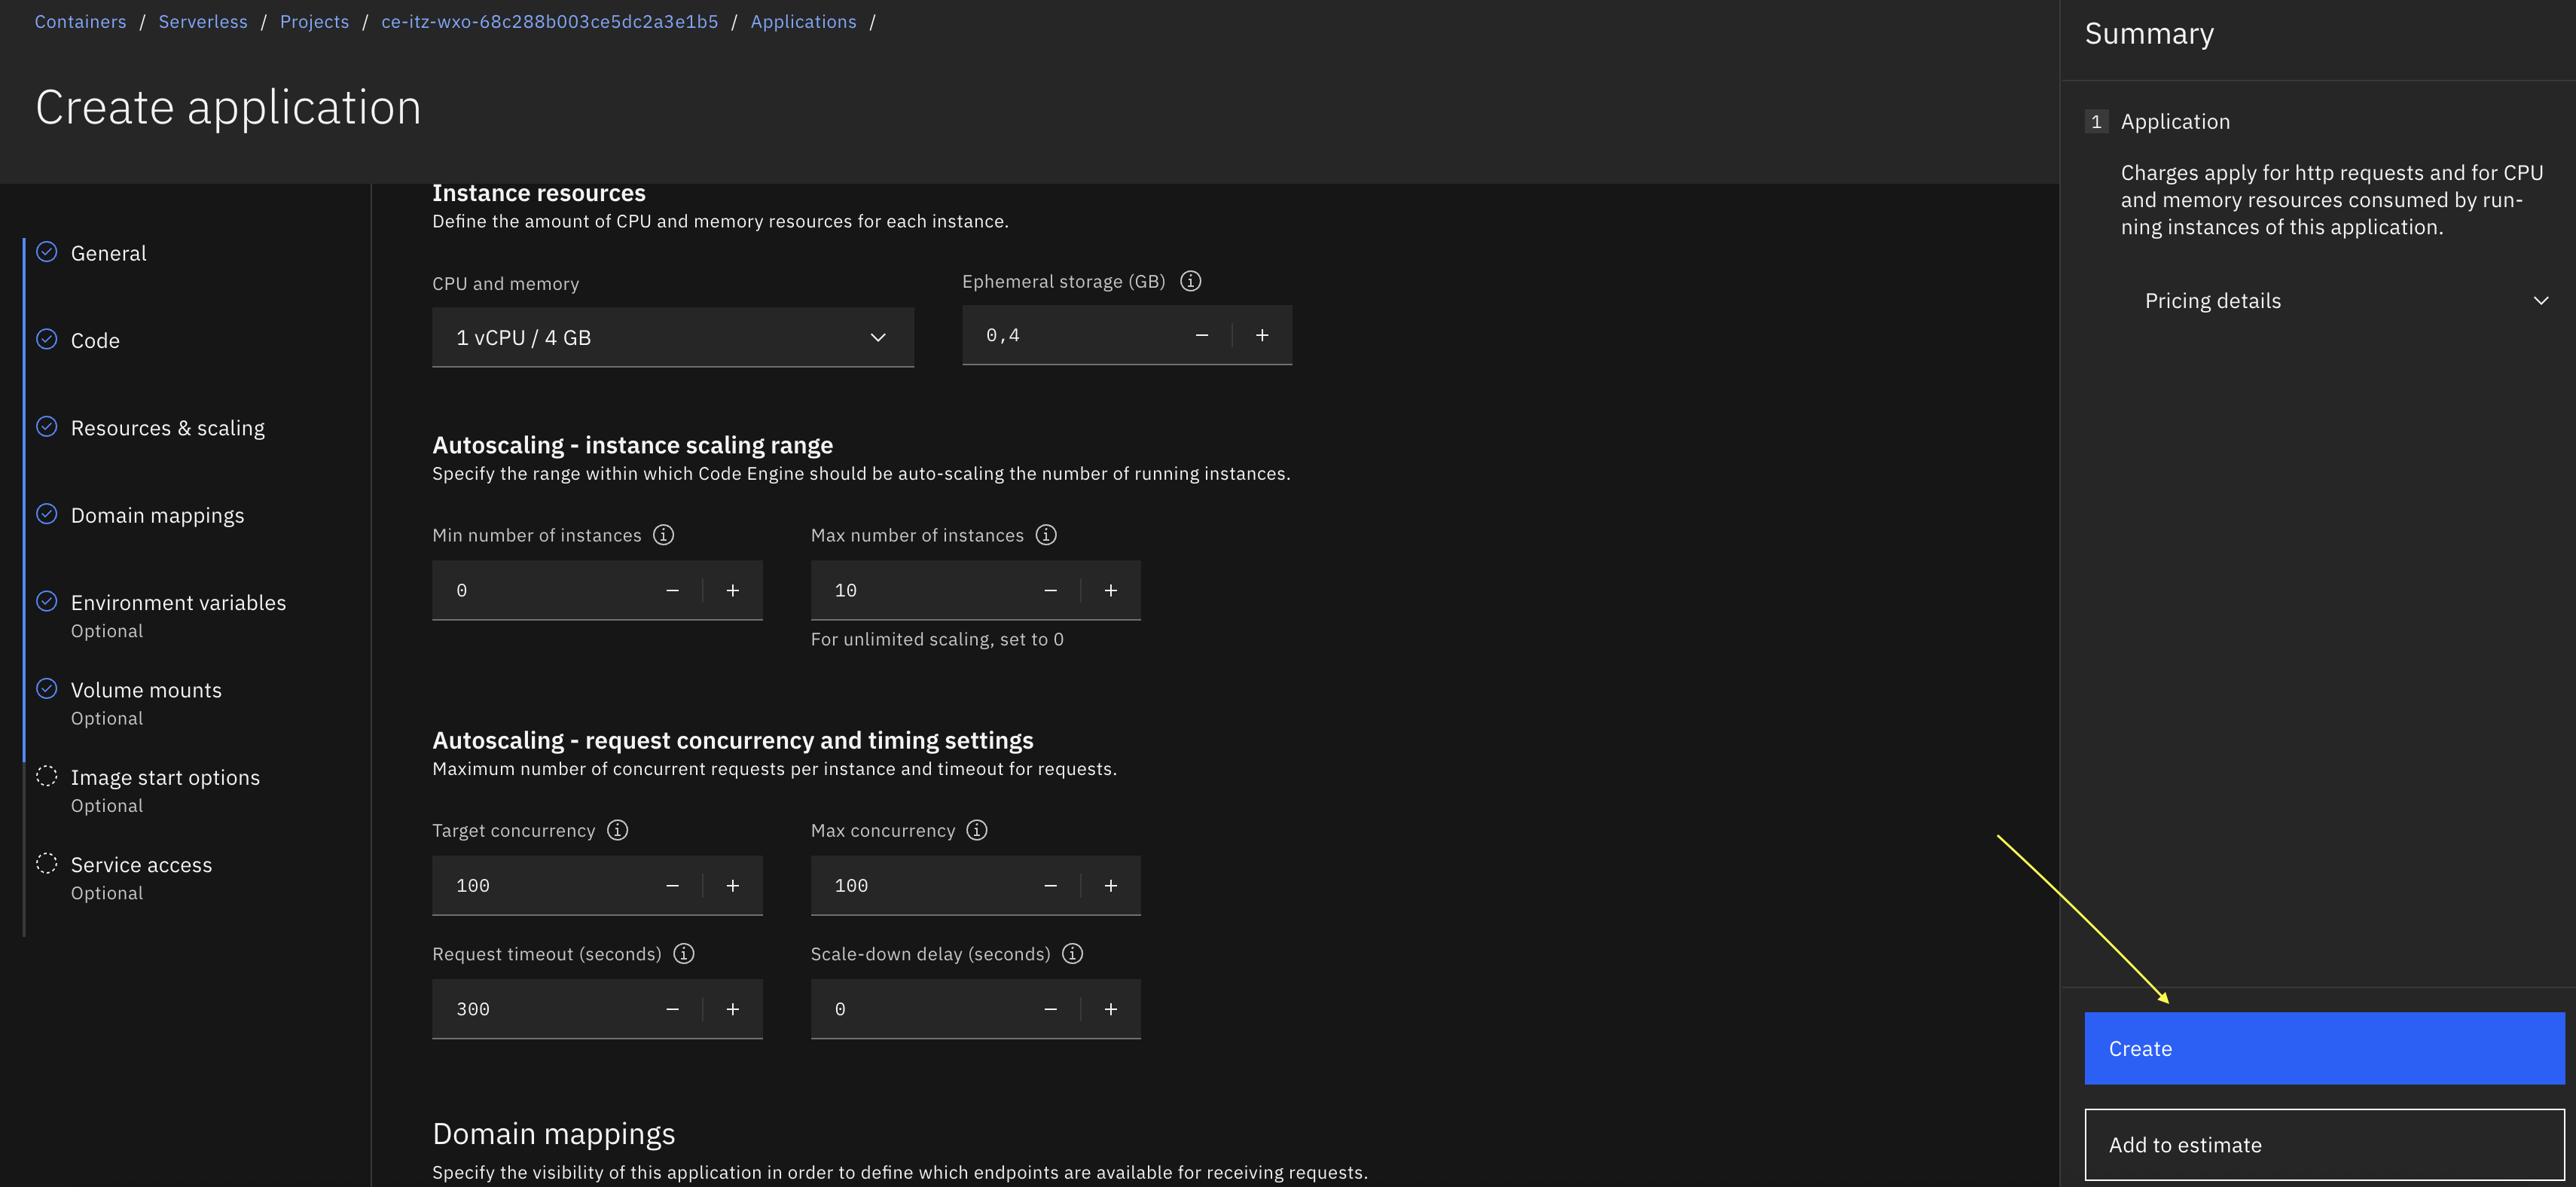 Containers / Serverless / Projects / ce-itz-wxo-68c288b003ce5dc2a3e1b5 / Applications /
Create application
General
Code
Resources & scaling
Domain mappings
Environment variables
Optional
Volume mounts
Optional
Image start options
Optional
Service access
Optional
Instance resources
Define the amount of CPU and memory resources for each instance.
CPU and memory
1 vCPU / 4 GB
Ephemeral storage (GB)
0,4
Autoscaling - instance scaling range
Specify the range within which Code Engine should be auto-scaling the number of running instances.
Min number of instances
0
Max number of instances
10
For unlimited scaling, set to 0
Autoscaling - request concurrency and timing settings
Maximum number of concurrent requests per instance and timeout for requests.
Target concurrency
100
Max concurrency
100
Request timeout (seconds)
300
Scale-down delay (seconds)
0
Domain mappings
Specify the visibility of this application in order to define which endpoints are available for receiving requests.
Summary
1 Application
Charges apply for http requests and for CPU
and memory resources consumed by run-
ning instances of this application.
Pricing details
Create
Add to estimate